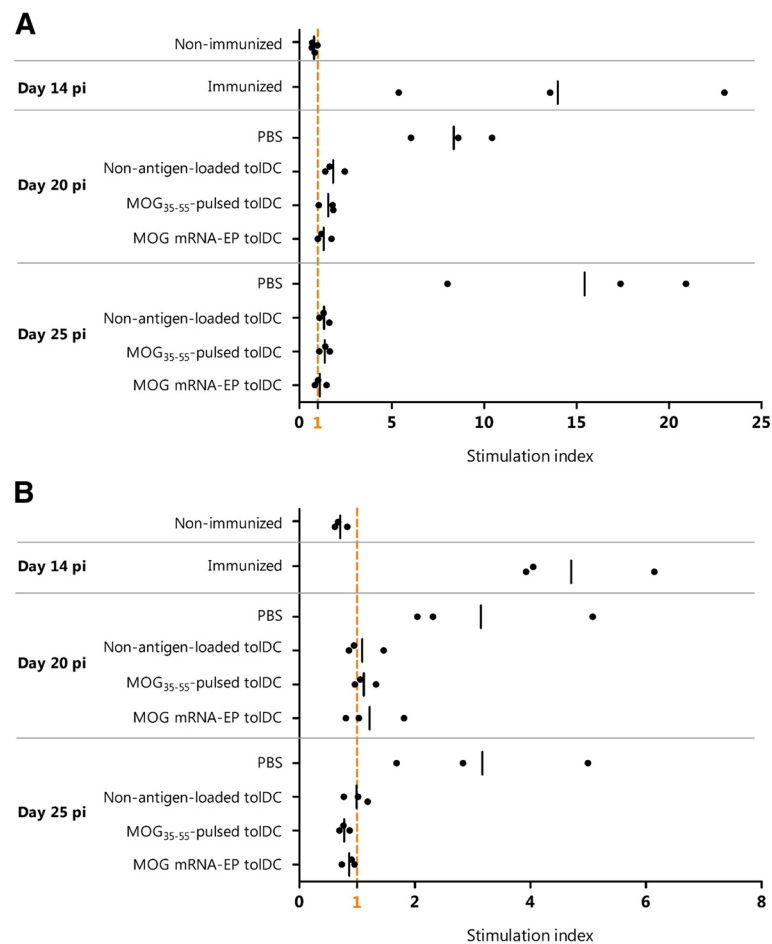 A
Non-immunized
Day 14 pi
Immunized
Day 20 pi
PBS
Non-antigen-loaded tolDC
MOG35-55-pulsed tolDC
MOG mRNA-EP tolDC
Day 25 pi
PBS
Non-antigen-loaded tolDC
MOG35-55-pulsed tolDC
MOG mRNA-EP tolDC
0 1 5 10 15 20 25
Stimulation index
B
Non-immunized
Day 14 pi
Immunized
Day 20 pi
PBS
Non-antigen-loaded tolDC
MOG35-55-pulsed tolDC
MOG mRNA-EP tolDC
Day 25 pi
PBS
Non-antigen-loaded tolDC
MOG35-55-pulsed tolDC
MOG mRNA-EP tolDC
0 1 2 4 6 8
Stimulation index